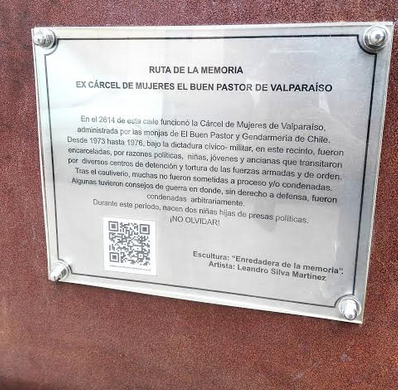 RUTA DE LA MEMORIA
EX CÁRCEL DE MUJERES EL BUEN PASTOR DE VALPARAÍSO
En el 2614 de esta calle funcionó la Cárcel de Mujeres de Valparaíso,
administrada por las monjas de El Buen Pastor y Gendarmería de Chile.
Desde 1973 hasta 1976, bajo la dictadura cívico- militar, en este recinto, fueron
encarceladas, por razones políticas, niñas, jóvenes y ancianas que transitaron
por diversos centros de detención y tortura de las fuerzas armadas y de orden.
Tras el cautiverio, muchas no fueron sometidas a proceso y/o condenadas.
Algunas tuvieron consejos de guerra en donde, sin derecho a defensa, fueron
condenadas arbitrariamente.
Durante este período, nacen dos niñas hijas de presas políticas.
¡NO OLVIDAR!
Escultura: "Enredadera de la memoria".
Artista: Leandro Silva Martínez